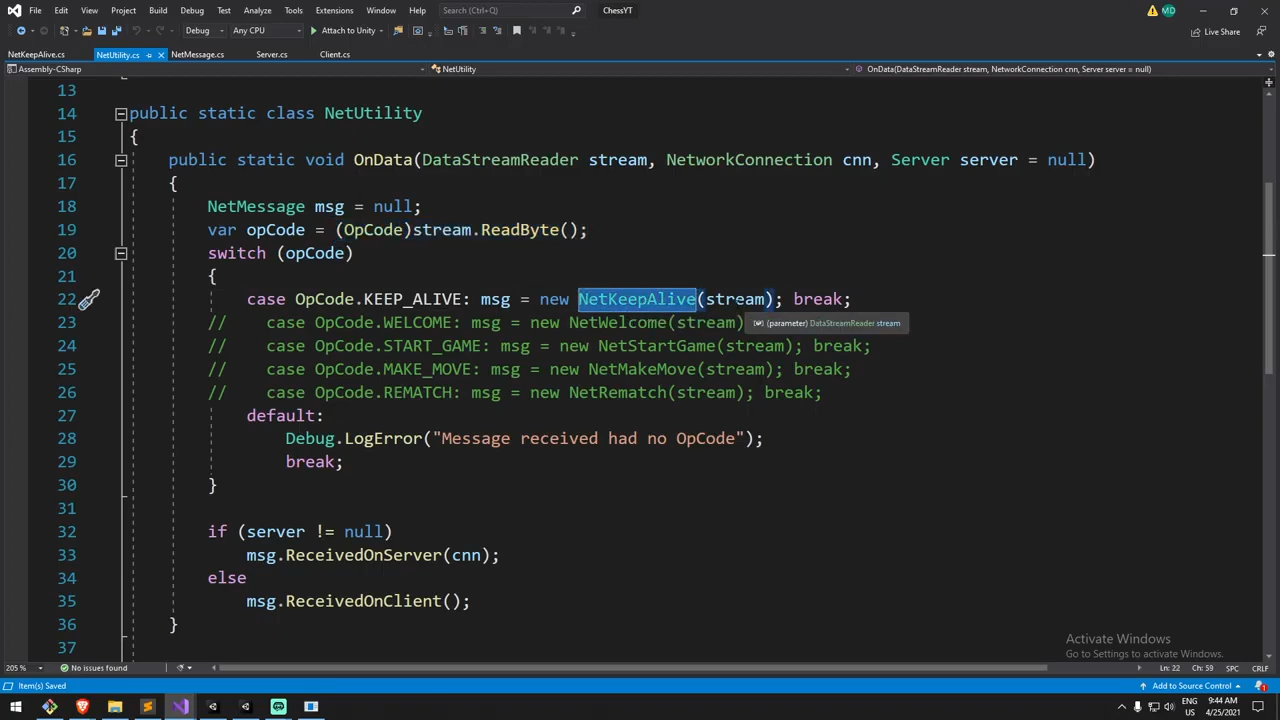 File Edit View Git Project Build Debug Test Analyze Tools Extensions Window Help Search (Ctrl+Q) ChessYT MD
Debug Any CPU Attach to Unity Live Share
NetKeepAlive.cs NetUtility.cs NetMessage.cs Server.cs Client.cs
Assembly-CSharp NetUtility OnData(DataStreamReader stream, NetworkConnection cnn, Server server = null)
13
14 public static class NetUtility
15 {
16 public static void OnData(DataStreamReader stream, NetworkConnection cnn, Server server = null)
17 {
18 NetMessage msg = null;
19 var opCode = (OpCode)stream.ReadByte();
20 switch (opCode)
21 {
22 case OpCode.KEEP_ALIVE: msg = new NetKeepAlive(stream); break;
23 // case OpCode.WELCOME: msg = new NetWelcome(stream)
(parameter) DataStreamReader stream
24 // case OpCode.START_GAME: msg = new NetStartGame(stream); break;
25 // case OpCode.MAKE_MOVE: msg = new NetMakeMove(stream); break;
26 // case OpCode.REMATCH: msg = new NetRematch(stream); break;
27 default:
28 Debug.LogError("Message received had no OpCode");
29 break;
30 }
31
32 if (server != null)
33 msg.ReceivedOnServer(cnn);
34 else
35 msg.ReceivedOnClient();
36 }
37
Activate Windows
Go to Settings to activate Windows.
205 % No issues found Ln: 22 Ch: 59 SPC CRLF
Item(s) Saved Add to Source Control 1
ENG 9:44 AM
US 4/25/2021